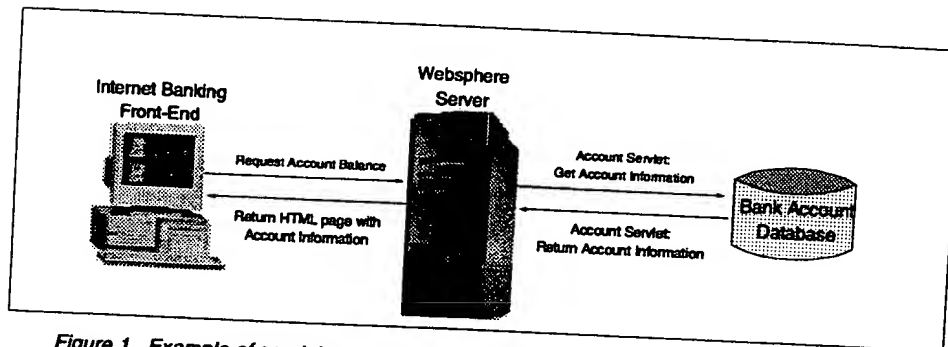 Internet Banking
Front-End
Websphere
Server
Request Account Balance
Return HTML page with
Account Information
Account Servlet:
Get Account Information
Account Servlet:
Return Account Information
Bank Account
Database
Figure 1. Example of